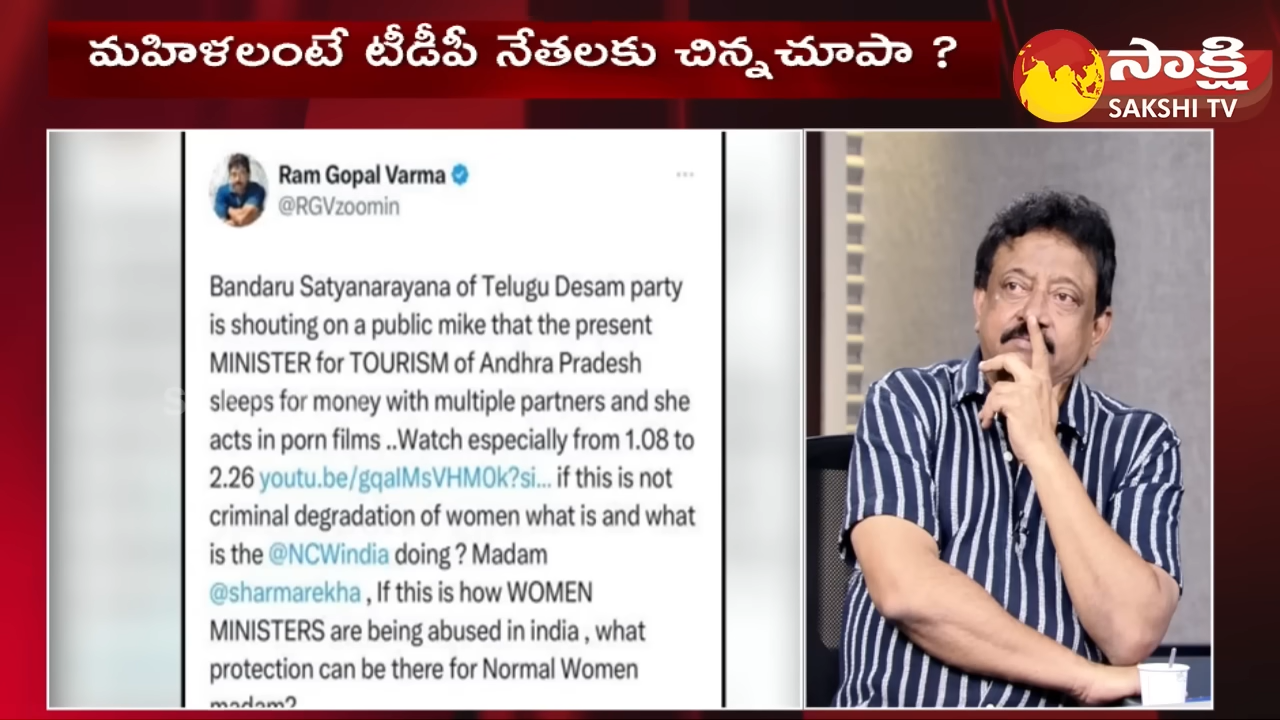 మహిళలంటే టీడీపీ నేతలకు చిన్నచూపా ?
సాక్షి
SAKSHI TV
Ram Gopal Varma
@RGVzoomin
Bandaru Satyanarayana of Telugu Desam party
is shouting on a public mike that the present
MINISTER for TOURISM of Andhra Pradesh
sleeps for money with multiple partners and she
acts in porn films ..Watch especially from 1.08 to
2.26 youtu.be/gqaIMsVHM0k?si... if this is not
criminal degradation of women what is and what
is the @NCWindia doing ? Madam
@sharmarekha , If this is how WOMEN
MINISTERS are being abused in india , what
protection can be there for Normal Women
madam?